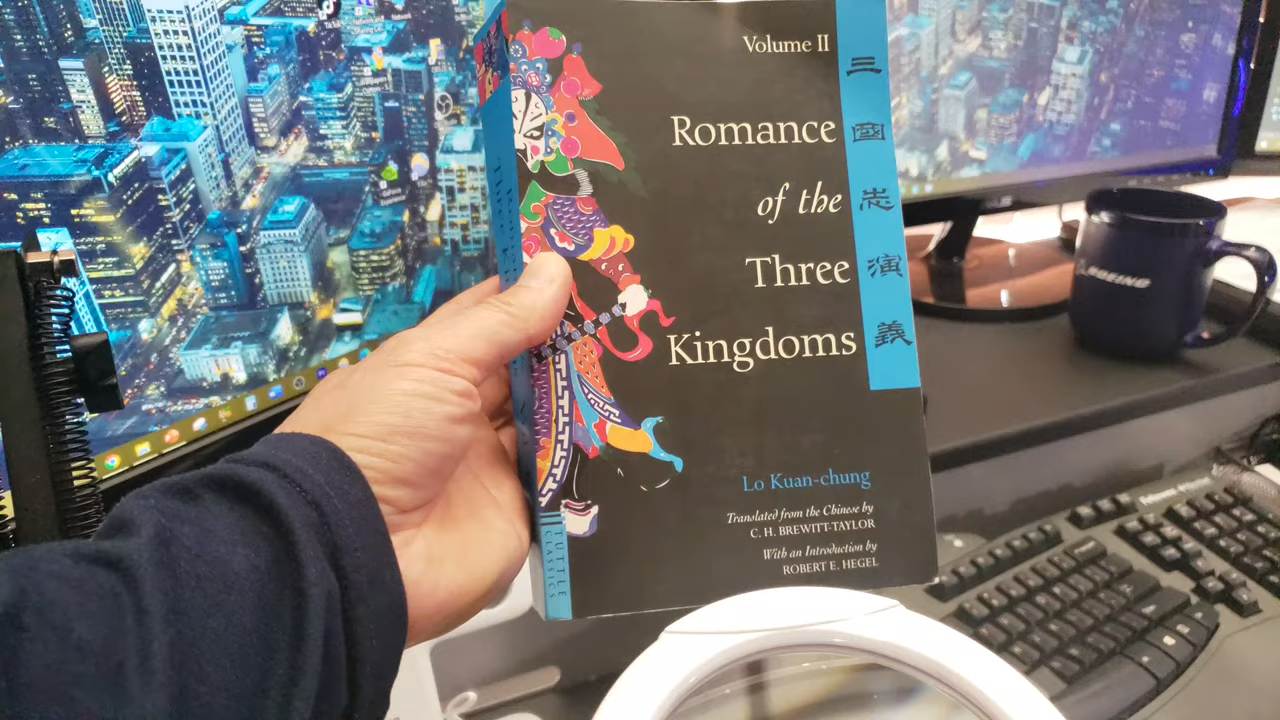 Volume II
Romance
of the
Three
Kingdoms
三
國
志
演
義
Lo Kuan-chung
Translated from the Chinese by
C. H. BREWITT-TAYLOR
With an Introduction by
ROBERT E. HEGEL
TUTTLE
CLASSICS
BOEING